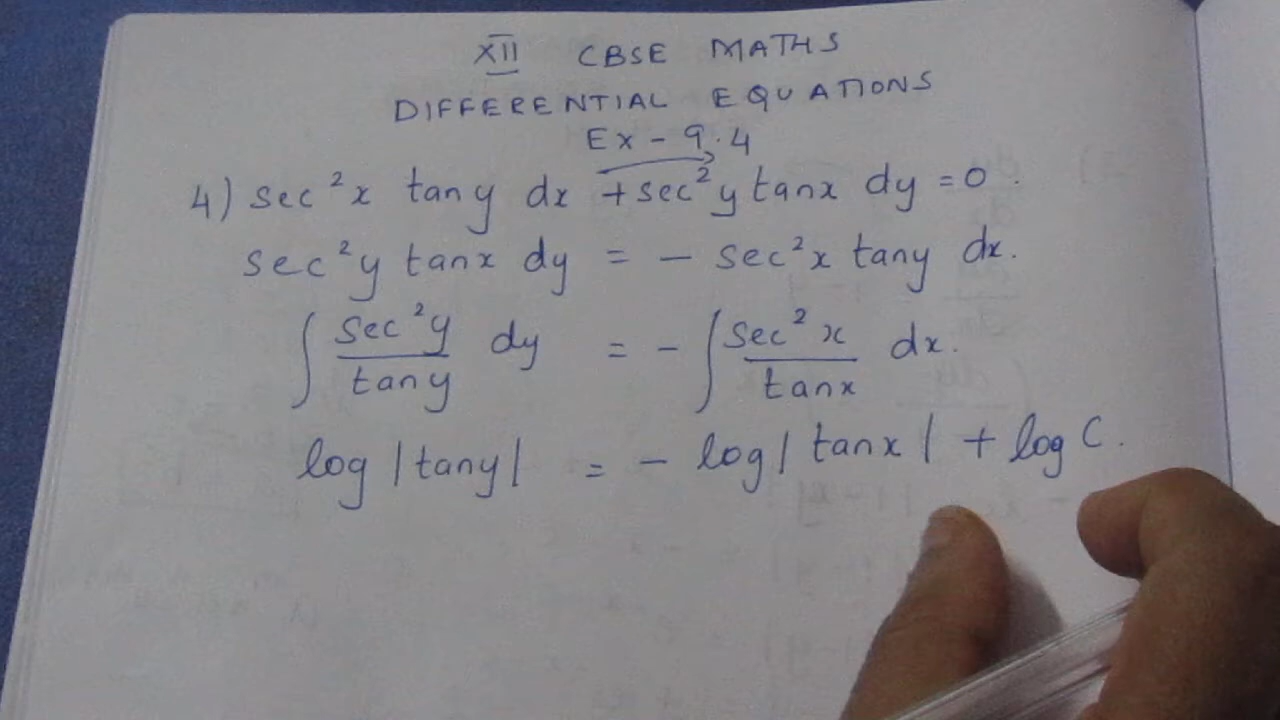 XII CBSE MATHS
DIFFERENTIAL EQUATIONS
Ex - 9.4
4) sec²x tan y dx + sec²y tanx dy = 0.
sec²y tanx dy = - sec²x tany dx.
∫ sec²y / tany dy = - ∫ sec²x / tanx dx.
log |tany| = - log |tanx| + log C.